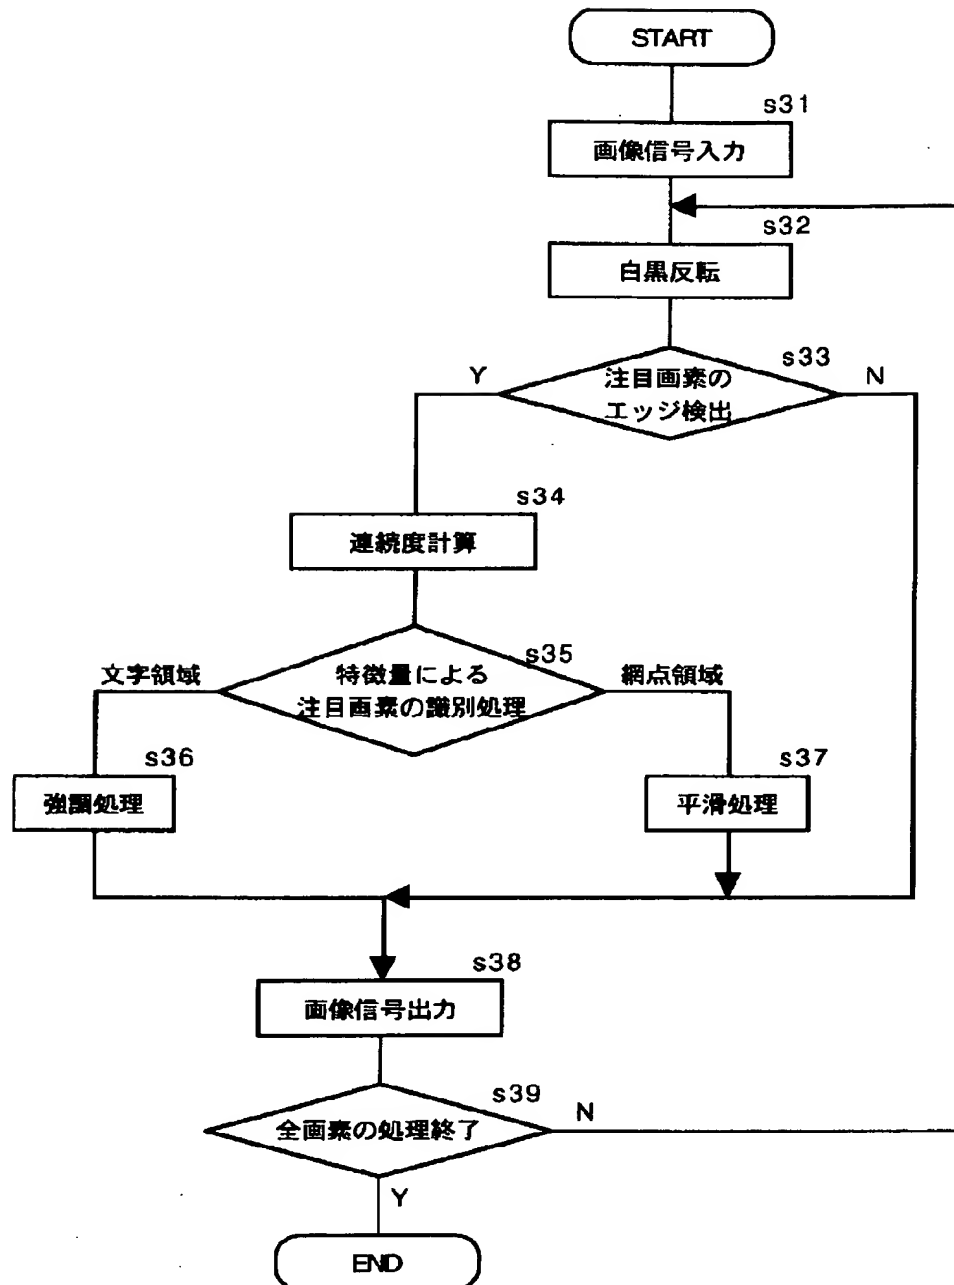 START
s31
画像信号入力
s32
白黒反転
s33
Y
注目画素の
N
エッジ検出
s34
連続度計算
s35
文字領域
特徴量による
網点領域
注目画素の識別処理
s36
強調処理
s37
平滑処理
s38
画像信号出力
s39
全画素の処理終了
N
Y
END